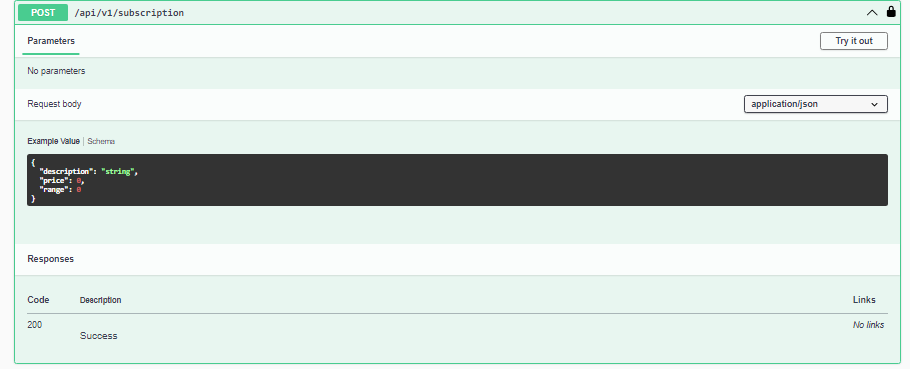 POST /api/v1/subscription
Parameters Try it out
No parameters
Request body application/json
Example Value | Schema
{
"description": "string",
"price": 0,
"range": 0
}
Responses
Code Description Links
200 Success No links